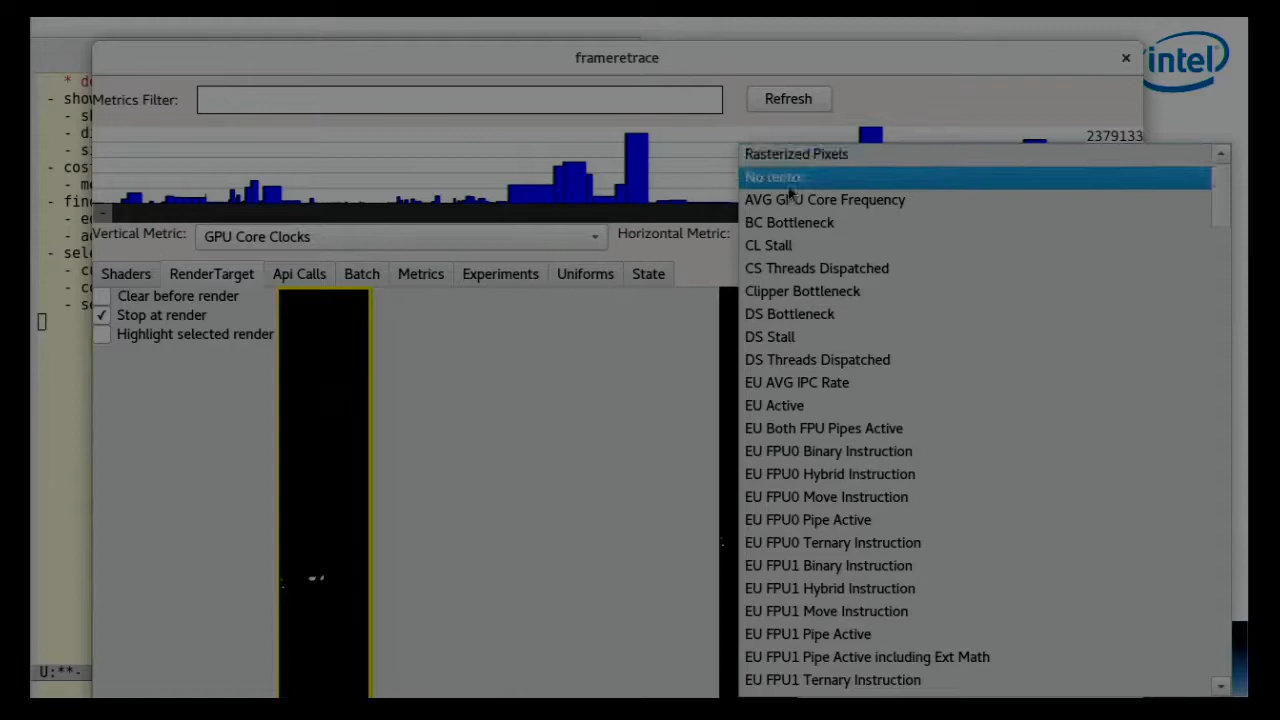 frameretrace
×
intel
* de
- show
- s
- d
- s
- cos
- m
- fin
- e
- a
- sel
- c
- c
- s
Metrics Filter:
Refresh
2379133
Rasterized Pixels
Vertical Metric:
GPU Core Clocks
Horizontal Metric:
Shaders
RenderTarget
Api Calls
Batch
Metrics
Experiments
Uniforms
State
Clear before render
Stop at render
Highlight selected render
AVG GPU Core Frequency
BC Bottleneck
CL Stall
CS Threads Dispatched
Clipper Bottleneck
DS Bottleneck
DS Stall
DS Threads Dispatched
EU AVG IPC Rate
EU Active
EU Both FPU Pipes Active
EU FPU0 Binary Instruction
EU FPU0 Hybrid Instruction
EU FPU0 Move Instruction
EU FPU0 Pipe Active
EU FPU0 Ternary Instruction
EU FPU1 Binary Instruction
EU FPU1 Hybrid Instruction
EU FPU1 Move Instruction
EU FPU1 Pipe Active
EU FPU1 Pipe Active including Ext Math
EU FPU1 Ternary Instruction
U:**-